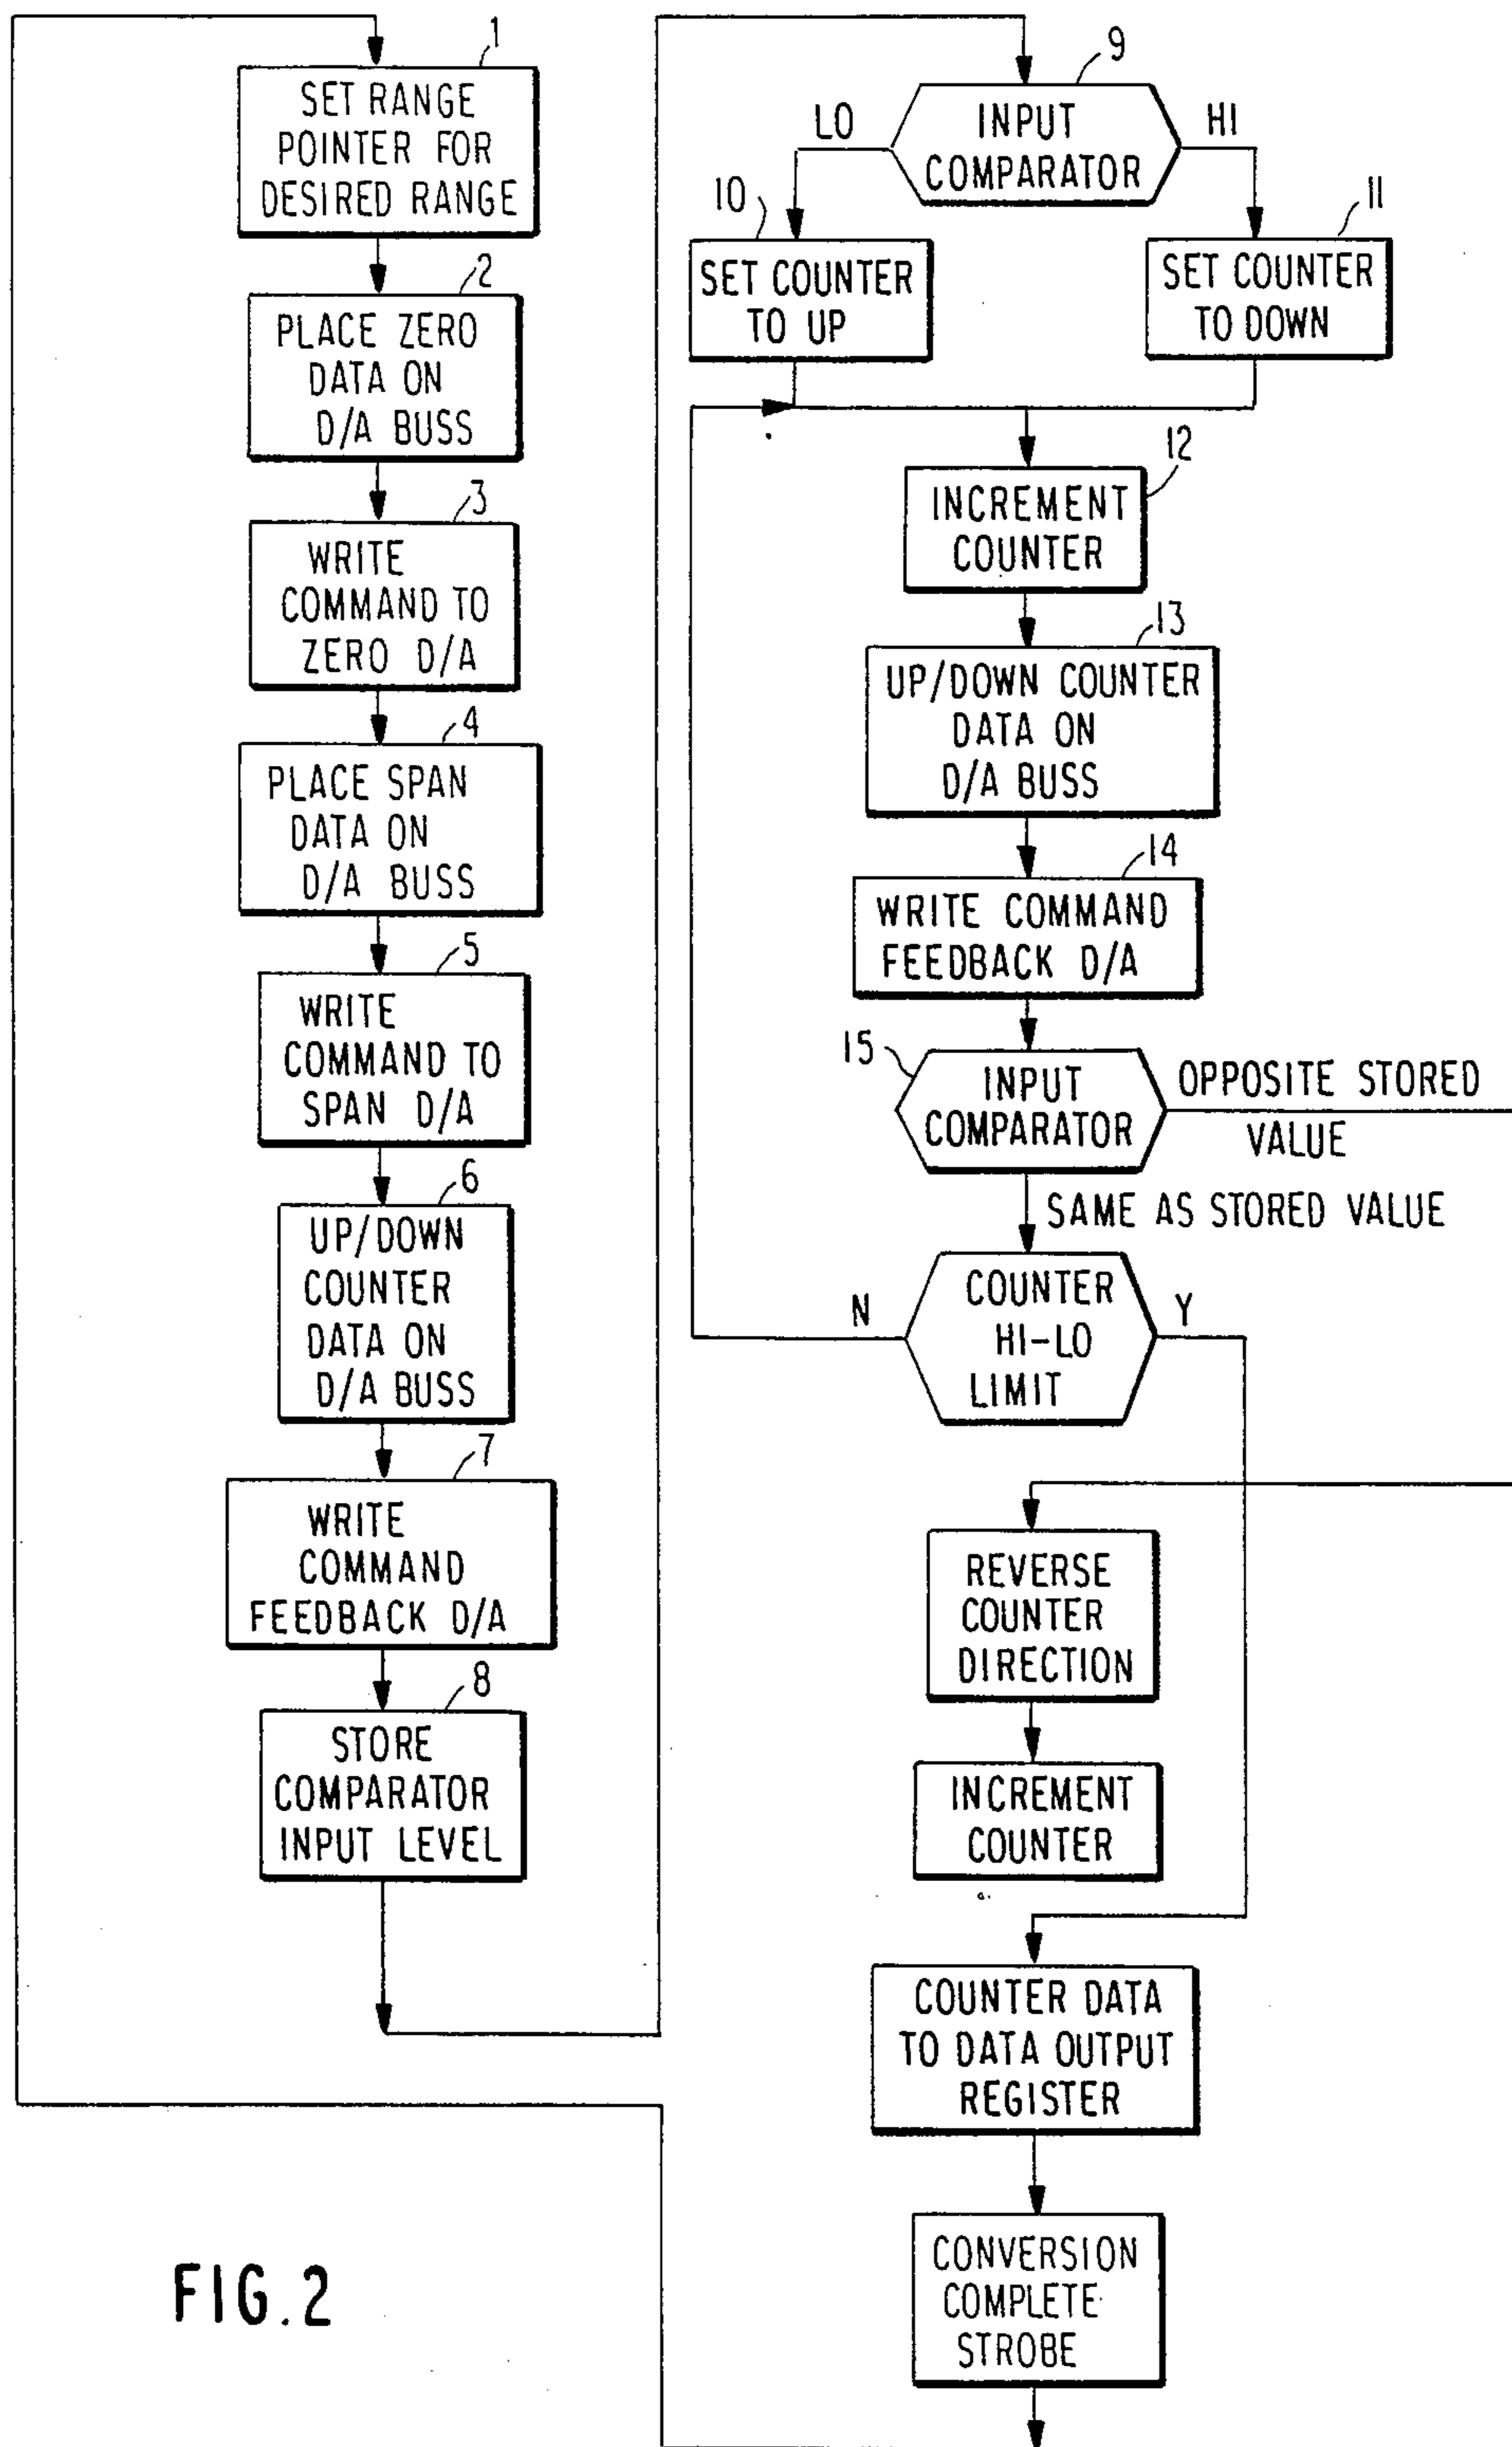 1
SET RANGE
POINTER FOR
DESIRED RANGE
2
PLACE ZERO
DATA ON
D/A BUSS
3
WRITE
COMMAND TO
ZERO D/A
4
PLACE SPAN
DATA ON
D/A BUSS
5
WRITE
COMMAND TO
SPAN D/A
6
UP/DOWN
COUNTER
DATA ON
D/A BUSS
7
WRITE
COMMAND
FEEDBACK D/A
8
STORE
COMPARATOR
INPUT LEVEL
9
INPUT
COMPARATOR
LO
HI
10
SET COUNTER
TO UP
11
SET COUNTER
TO DOWN
12
INCREMENT
COUNTER
13
UP/DOWN COUNTER
DATA ON
D/A BUSS
14
WRITE COMMAND
FEEDBACK D/A
15
INPUT
COMPARATOR
OPPOSITE STORED
VALUE
SAME AS STORED VALUE
COUNTER
HI-LO
LIMIT
N
Y
REVERSE
COUNTER
DIRECTION
INCREMENT
COUNTER
COUNTER DATA
TO DATA OUTPUT
REGISTER
CONVERSION
COMPLETE
STROBE
FIG. 2